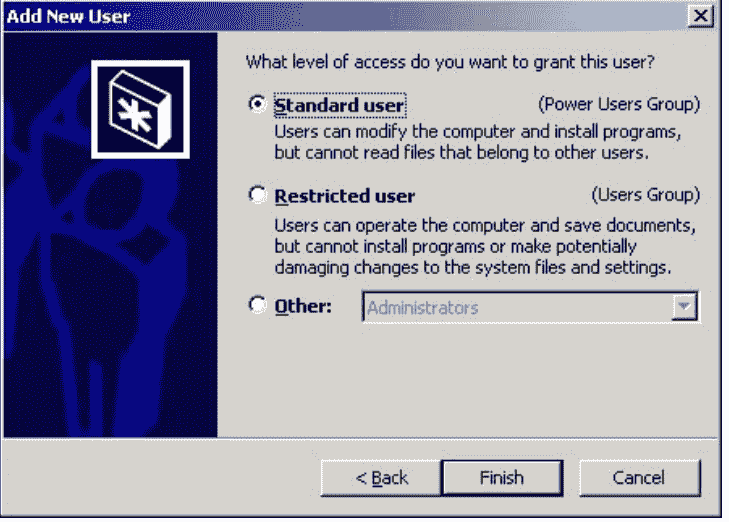 Add New User
What level of access do you want to grant this user?
Standard user (Power Users Group)
Users can modify the computer and install programs,
but cannot read files that belong to other users.
Restricted user (Users Group)
Users can operate the computer and save documents,
but cannot install programs or make potentially
damaging changes to the system files and settings.
Other: Administrators
< Back Finish Cancel